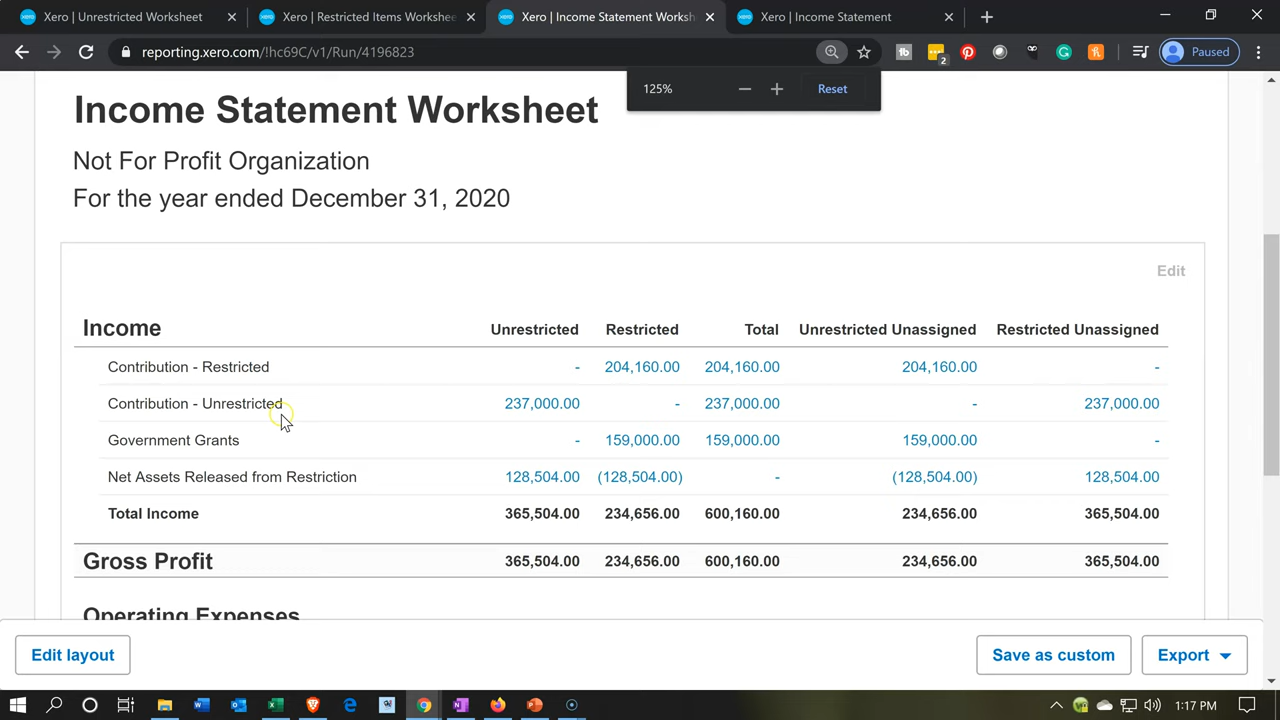 Xero | Unrestricted Worksheet
Xero | Restricted Items Workshee
Xero | Income Statement Worksh
Xero | Income Statement
reporting.xero.com/!hc69C/v1/Run/4196823
2
Paused
125%
Reset
Income Statement Worksheet
Not For Profit Organization
For the year ended December 31, 2020
Edit
Income Unrestricted Restricted Total Unrestricted Unassigned Restricted Unassigned
Contribution - Restricted - 204,160.00 204,160.00 204,160.00 -
Contribution - Unrestricted 237,000.00 - 237,000.00 - 237,000.00
Government Grants - 159,000.00 159,000.00 159,000.00 -
Net Assets Released from Restriction 128,504.00 (128,504.00) - (128,504.00) 128,504.00
Total Income 365,504.00 234,656.00 600,160.00 234,656.00 365,504.00
Gross Profit 365,504.00 234,656.00 600,160.00 234,656.00 365,504.00
Operating Expenses
Edit layout
Save as custom
Export
1:17 PM